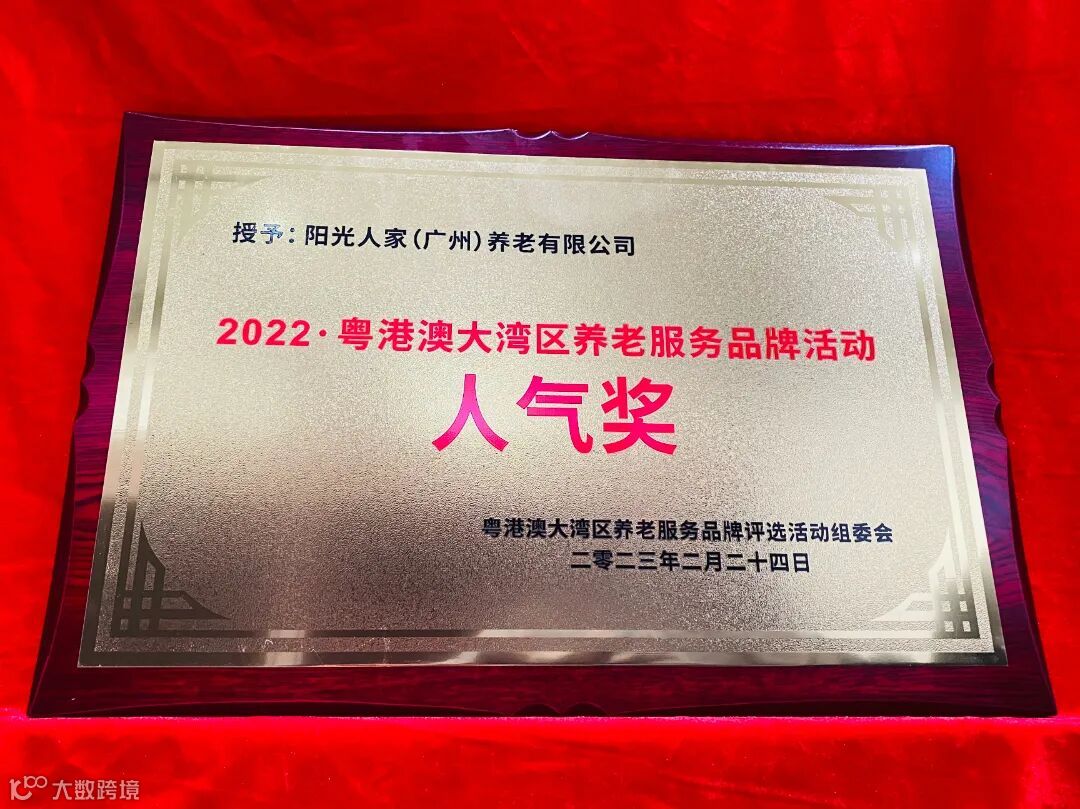 授予：阳光人家（广州）养老有限公司
2022·粤港澳大湾区养老服务品牌活动
人气奖
粤港澳大湾区养老服务品牌评选活动组委会
二零二三年二月二十四日
大数跨境